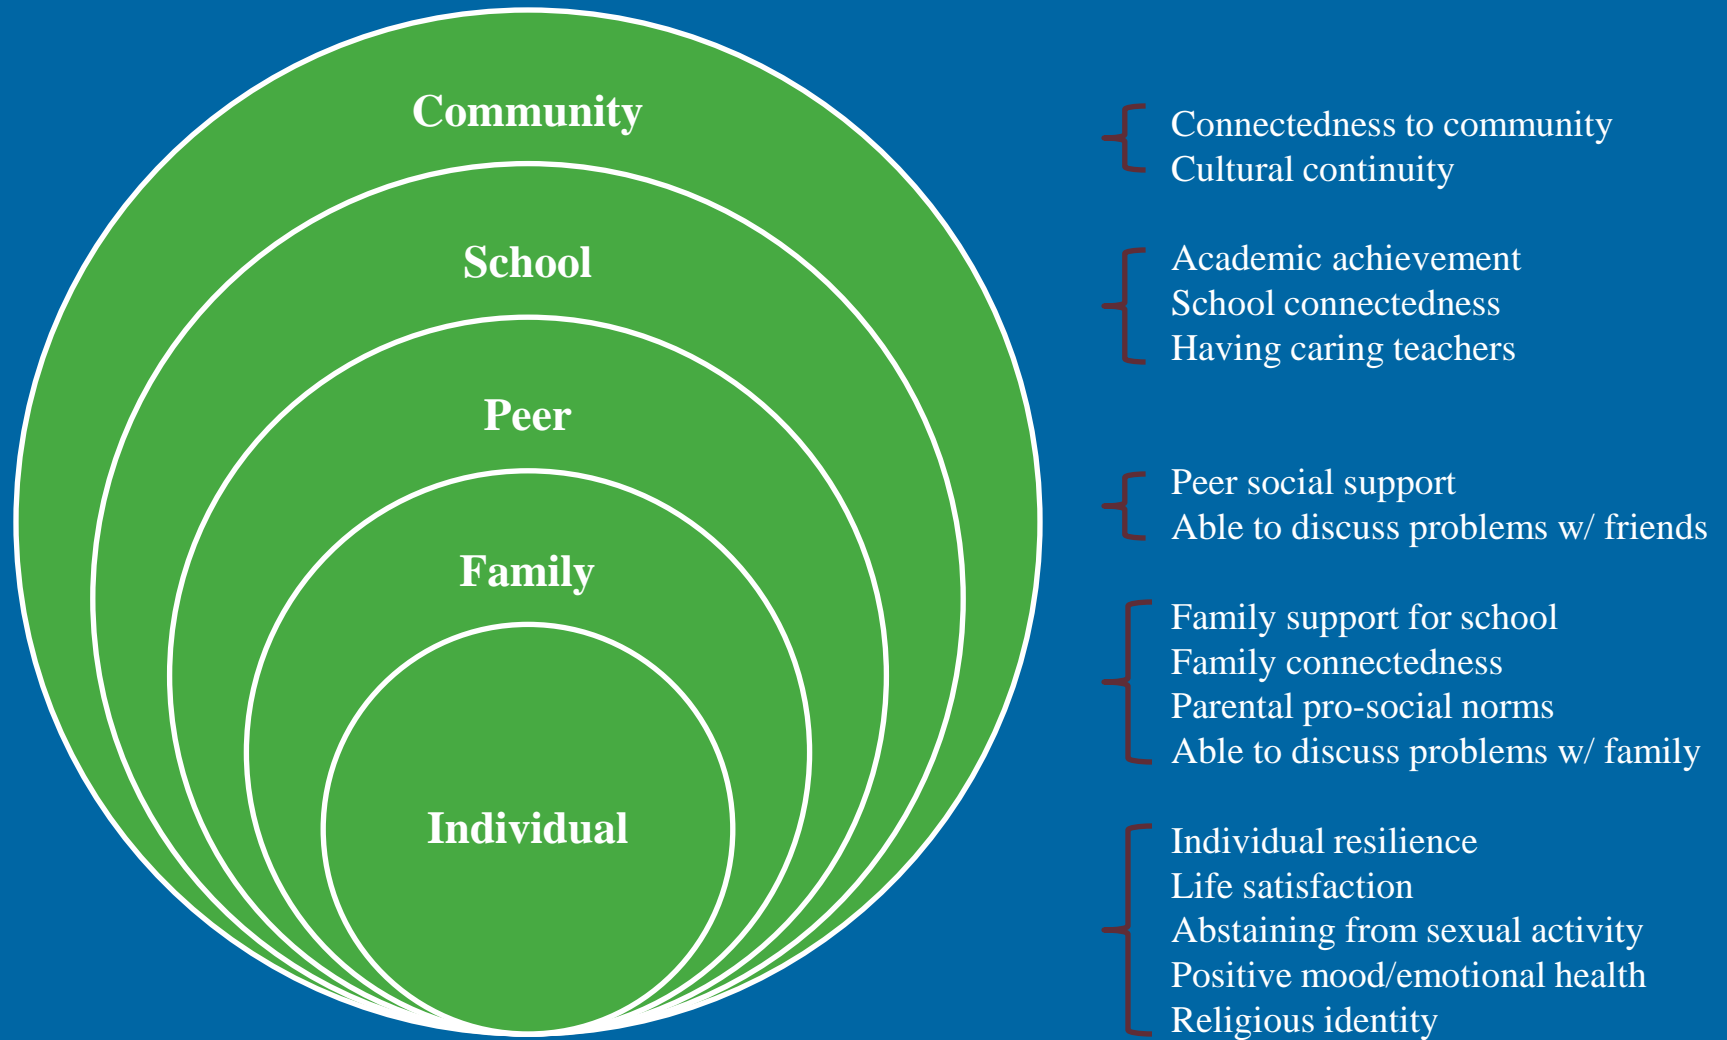 Community
Connectedness to community
Cultural continuity
School
Academic achievement
School connectedness
Having caring teachers
Peer
Peer social support
Able to discuss problems w/ friends
Family
Family support for school
Family connectedness
Parental pro-social norms
Able to discuss problems w/ family
Individual
Individual resilience
Life satisfaction
Abstaining from sexual activity
Positive mood/emotional health
Religious identity